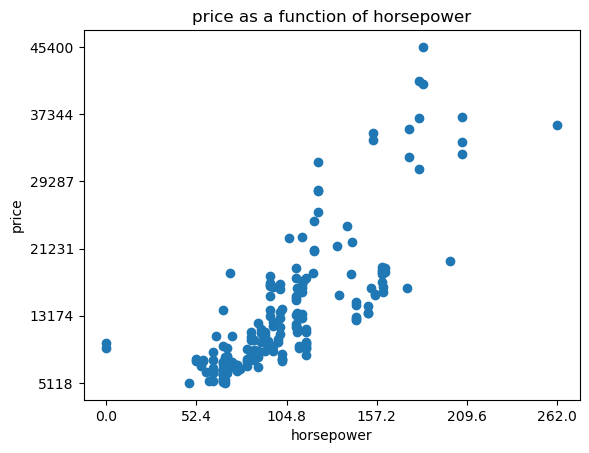 price as a function of horsepower
45400
37344
29287
21231
13174
5118
price
0.0 52.4 104.8 157.2 209.6 262.0
horsepower